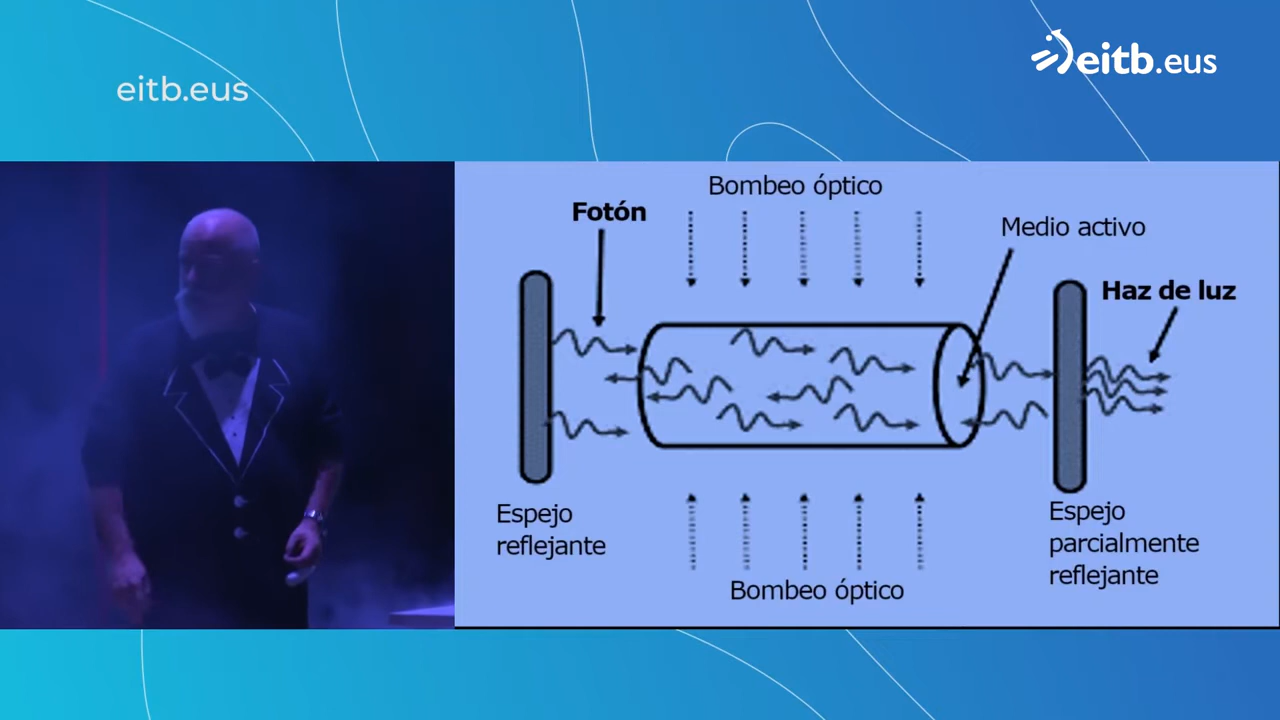 eitb.eus
eitb.eus
Bombeo óptico
Fotón
Medio activo
Haz de luz
Espejo
reflejante
Espejo
parcialmente
reflejante
Bombeo óptico